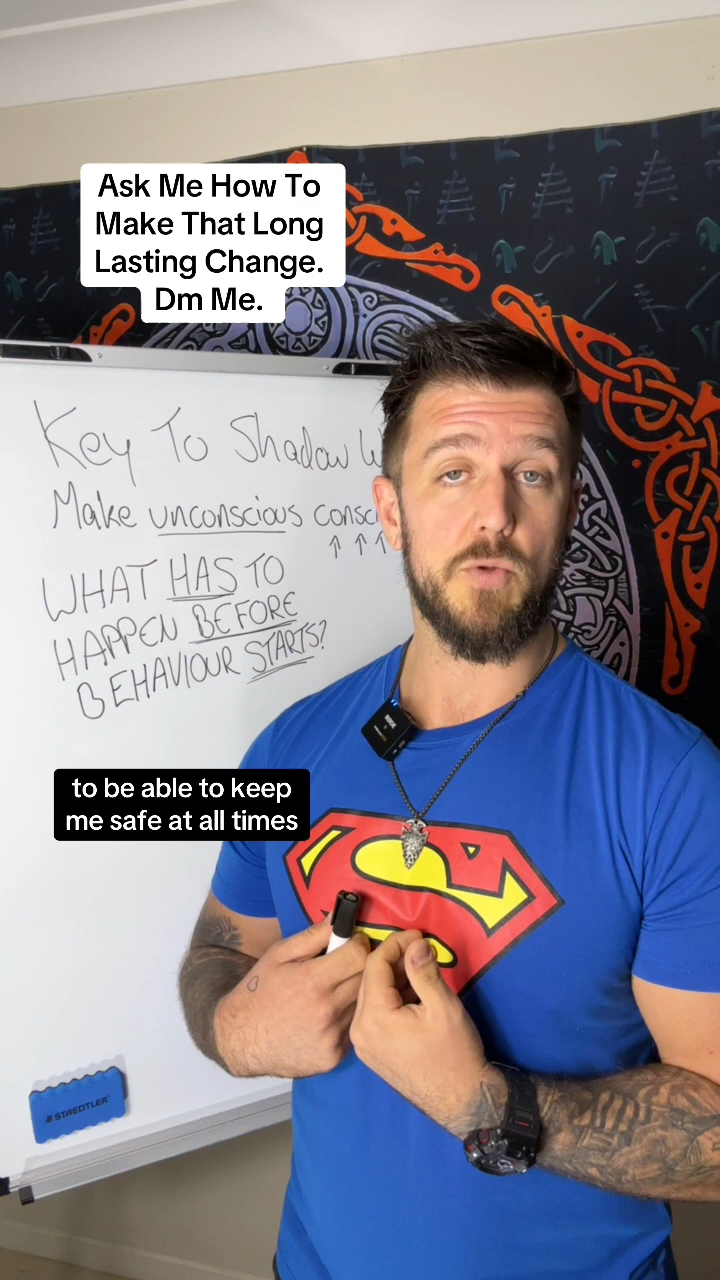 Ask Me How To
Make That Long
Lasting Change.
Dm Me.
Key To Shadow
Make unconscious
WHAT HAS TO
HAPPEN BEFORE
BEHAVIOUR STARTS?
to be able to keep
me safe at all times
STAEDTLER